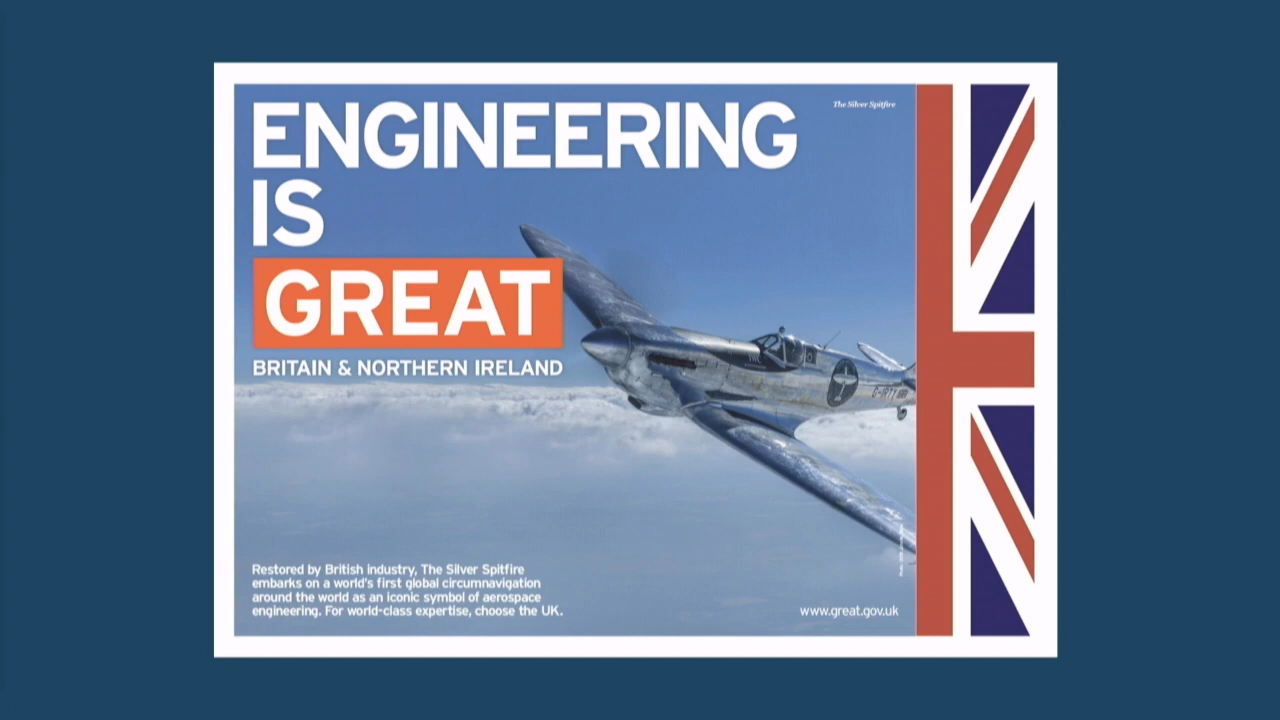 The Silver Spitfire
ENGINEERING
IS
GREAT
BRITAIN & NORTHERN IRELAND
G-IRTY
Restored by British industry, The Silver Spitfire
embarks on a world's first global circumnavigation
around the world as an iconic symbol of aerospace
engineering. For world-class expertise, choose the UK.
www.great.gov.uk